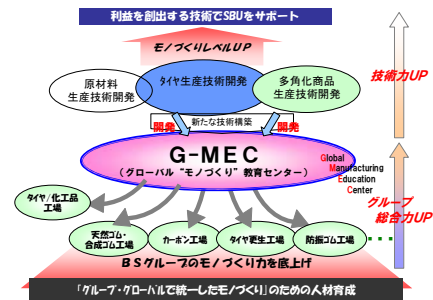 利益を創出する技術でSBUをサポート
モノづくりレベルUP
原材料
生産技術開発
タイヤ生産技術開発
多角化商品
生産技術開発
技術力UP
新たな技術構築
開発
開発
G-MEC
（グローバル“モノづくり”教育センター）
Global
Manufacturing
Education
Center
タイヤ/化工品
工場
グループ
総合力UP
天然ゴム・
合成ゴム工場
カーボン工場
タイヤ更生工場
防振ゴム工場
・・・
BSグループのモノづくり力を底上げ
「グループ・グローバルで統一したモノづくり」のための人材育成